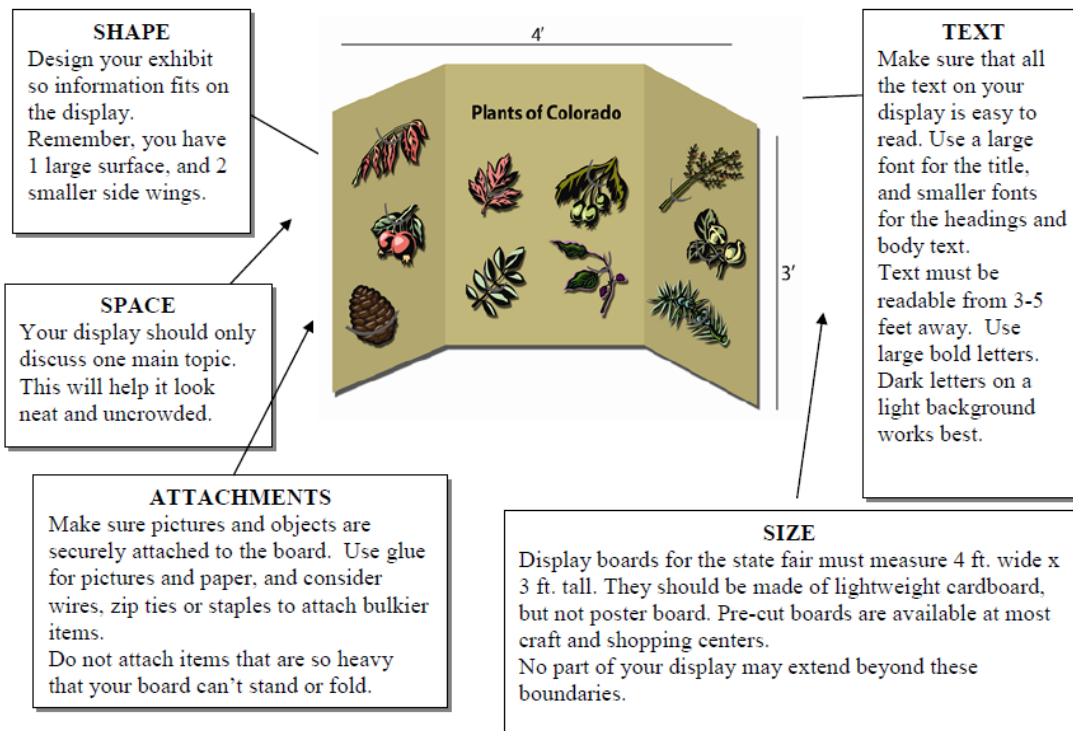 SHAPE
Design your exhibit
so information fits on
the display.
Remember, you have
1 large surface, and 2
smaller side wings.
4’
Plants of Colorado
3’
TEXT
Make sure that all
the text on your
display is easy to
read. Use a large
font for the title,
and smaller fonts
for the headings and
body text.
Text must be
readable from 3-5
feet away.  Use
large bold letters.
Dark letters on a
light background
works best.
SPACE
Your display should only
discuss one main topic.
This will help it look
neat and uncrowded.
ATTACHMENTS
Make sure pictures and objects are
securely attached to the board.  Use glue
for pictures and paper, and consider
wires, zip ties or staples to attach bulkier
items.
Do not attach items that are so heavy
that your board can’t stand or fold.
SIZE
Display boards for the state fair must measure 4 ft. wide x
3 ft. tall. They should be made of lightweight cardboard,
but not poster board. Pre-cut boards are available at most
craft and shopping centers.
No part of your display may extend beyond these
boundaries.